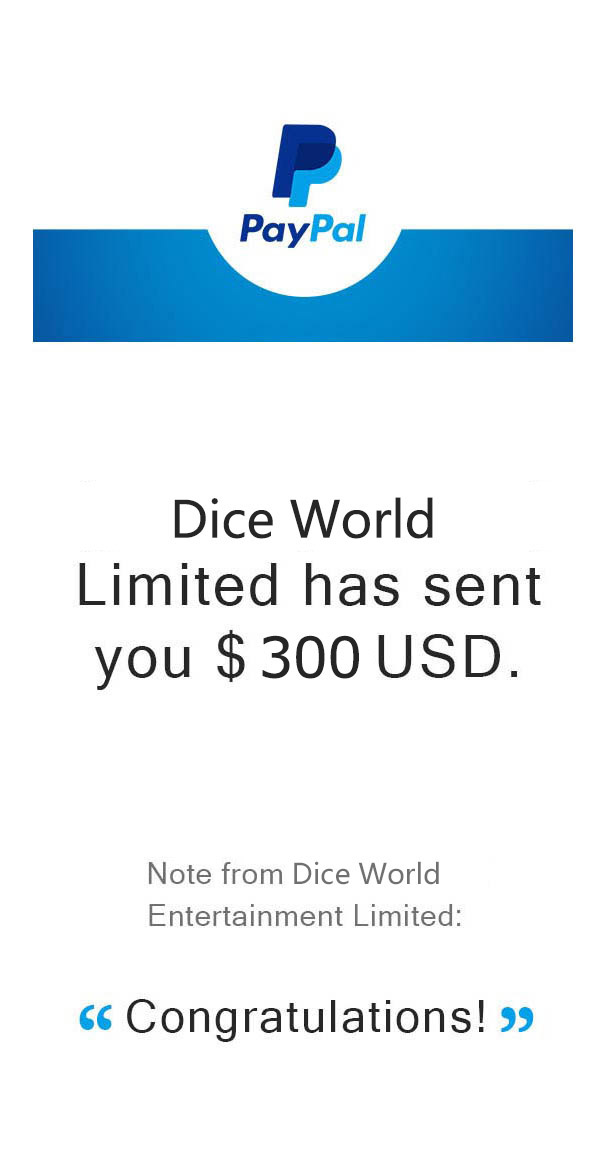 PayPal
Dice World
Limited has sent
you $ 300 USD.
Note from Dice World
Entertainment Limited:
“ Congratulations! ”